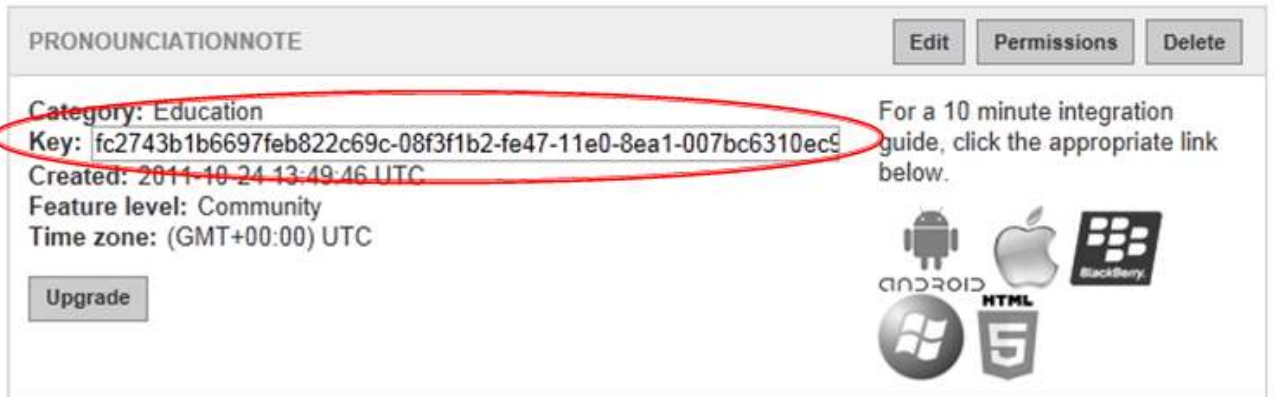 PRONOUNCIATIONNOTE
Edit Permissions Delete
Category: Education
Key: fc2743b1b6697feb822c69c-08f3f1b2-fe47-11e0-8ea1-007bc6310ec9
Created: 2011-10-24 13:49:46 UTC
Feature level: Community
Time zone: (GMT+00:00) UTC
Upgrade
For a 10 minute integration
guide, click the appropriate link
below.
ANDROID
BlackBerry.
HTML
5